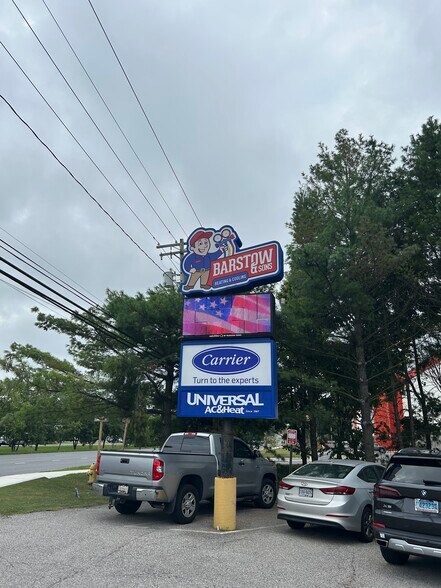 BARSTOW
& SONS
HEATING & COOLING
Carrier
Turn to the experts
UNIVERSAL
AC&Heat